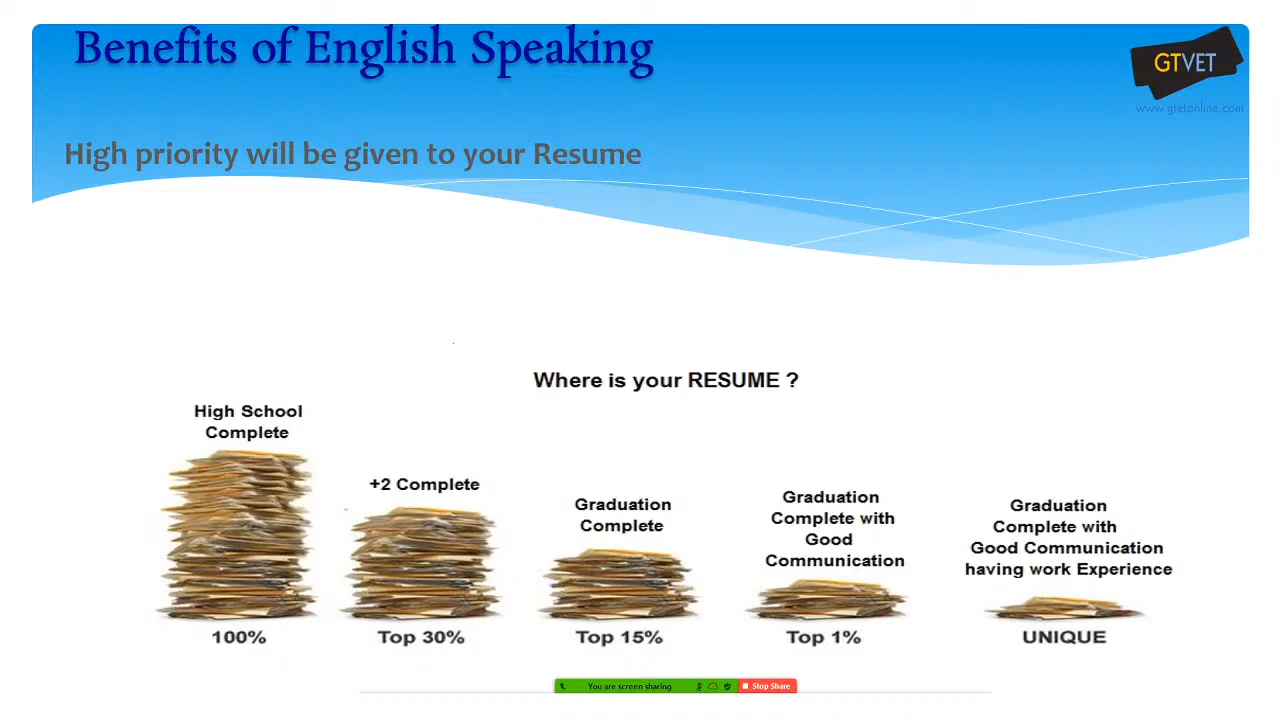 Benefits of English Speaking
GTVET
www.gtetonline.com
High priority will be given to your Resume
Where is your RESUME ?
High School
Complete
100%
+2 Complete
Top 30%
Graduation
Complete
Top 15%
Graduation
Complete with
Good
Communication
Top 1%
Graduation
Complete with
Good Communication
having work Experience
UNIQUE
You are screen sharing
Stop Share